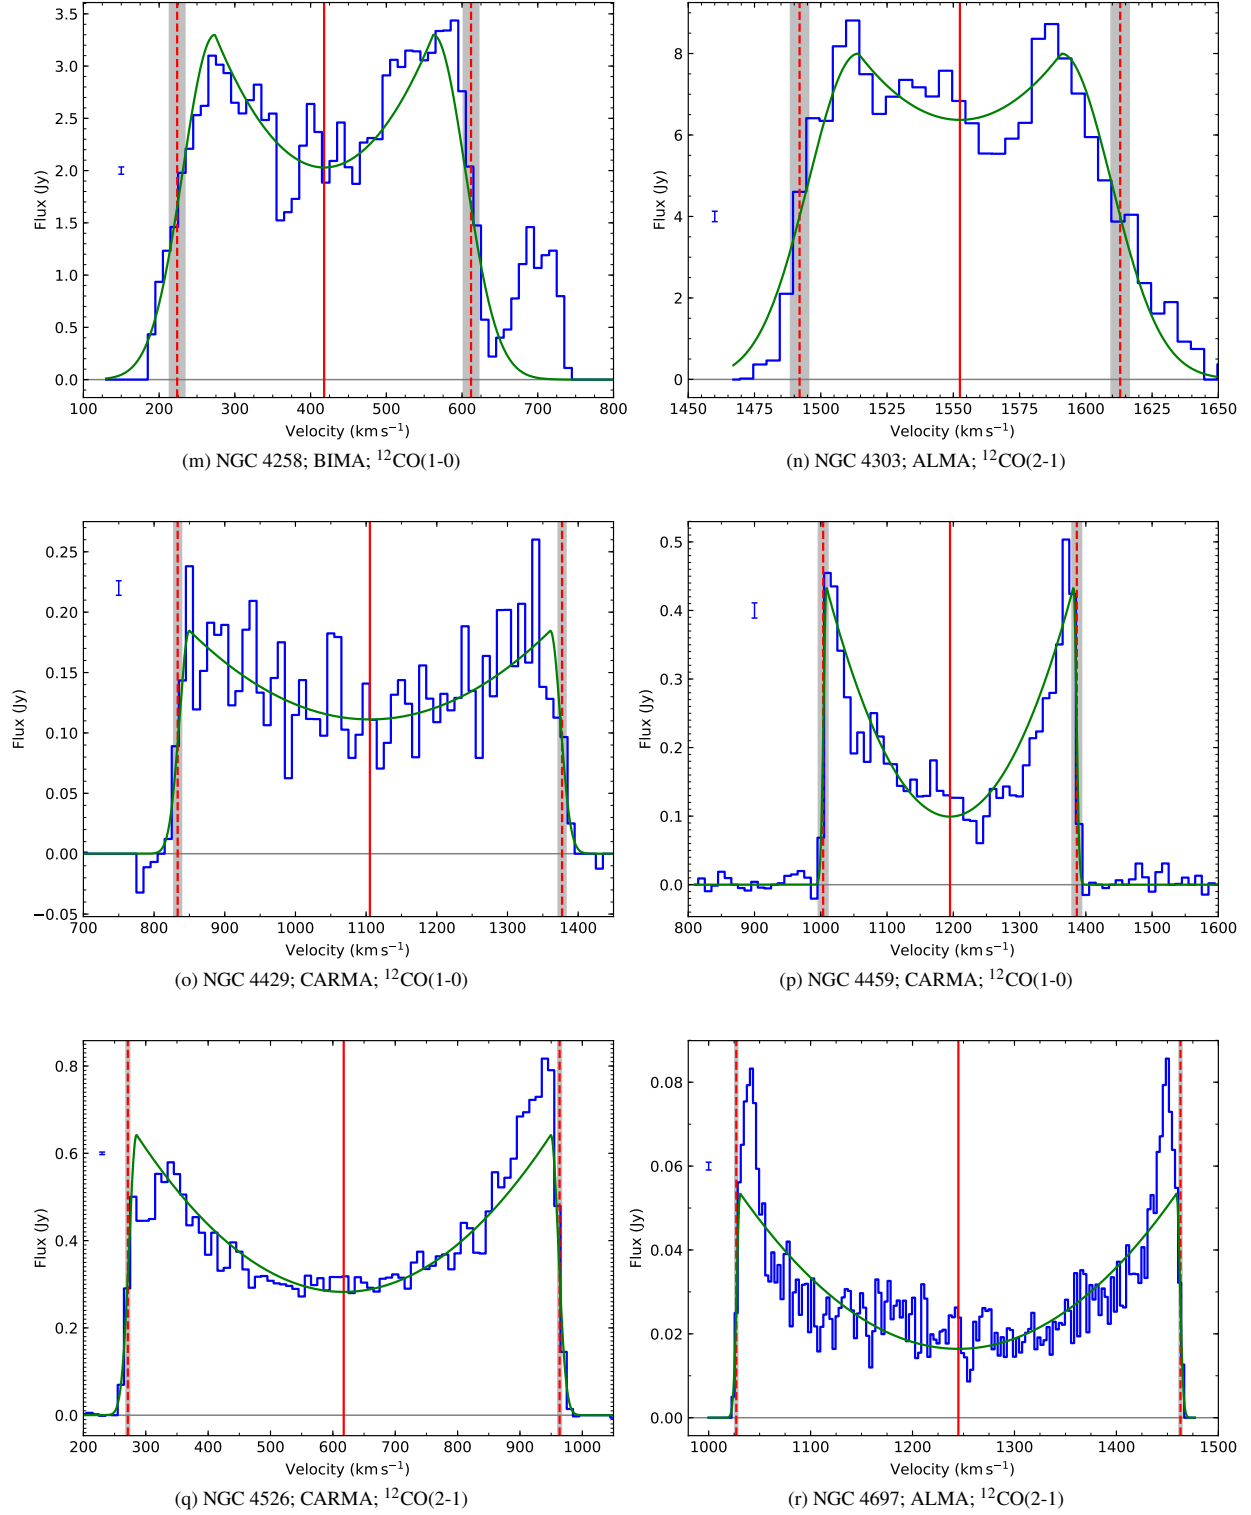 3.5
3.0
2.5
2.0
1.5
1.0
0.5
0.0
Flux (Jy)
100 200 300 400 500 600 700 800
Velocity (km s⁻¹)
(m) NGC 4258; BIMA; ¹²CO(1-0)
8
6
4
2
0
Flux (Jy)
1450 1475 1500 1525 1550 1575 1600 1625 1650
Velocity (km s⁻¹)
(n) NGC 4303; ALMA; ¹²CO(2-1)
0.25
0.20
0.15
0.10
0.05
0.00
−0.05
Flux (Jy)
700 800 900 1000 1100 1200 1300 1400
Velocity (km s⁻¹)
(o) NGC 4429; CARMA; ¹²CO(1-0)
0.5
0.4
0.3
0.2
0.1
0.0
Flux (Jy)
800 900 1000 1100 1200 1300 1400 1500 1600
Velocity (km s⁻¹)
(p) NGC 4459; CARMA; ¹²CO(1-0)
0.8
0.6
0.4
0.2
0.0
Flux (Jy)
200 300 400 500 600 700 800 900 1000
Velocity (km s⁻¹)
(q) NGC 4526; CARMA; ¹²CO(2-1)
0.08
0.06
0.04
0.02
0.00
Flux (Jy)
1000 1100 1200 1300 1400 1500
Velocity (km s⁻¹)
(r) NGC 4697; ALMA; ¹²CO(2-1)